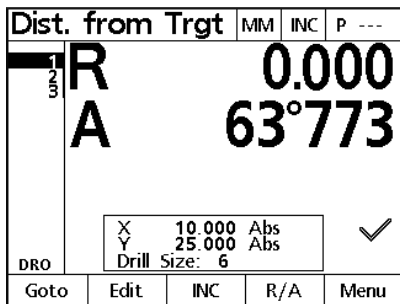 Dist. from Trgt MM INC P ---
1
2
3
R 0.000
A 63°773
X 10.000 Abs
Y 25.000 Abs
Drill Size: 6
DRO
Goto Edit INC R/A Menu